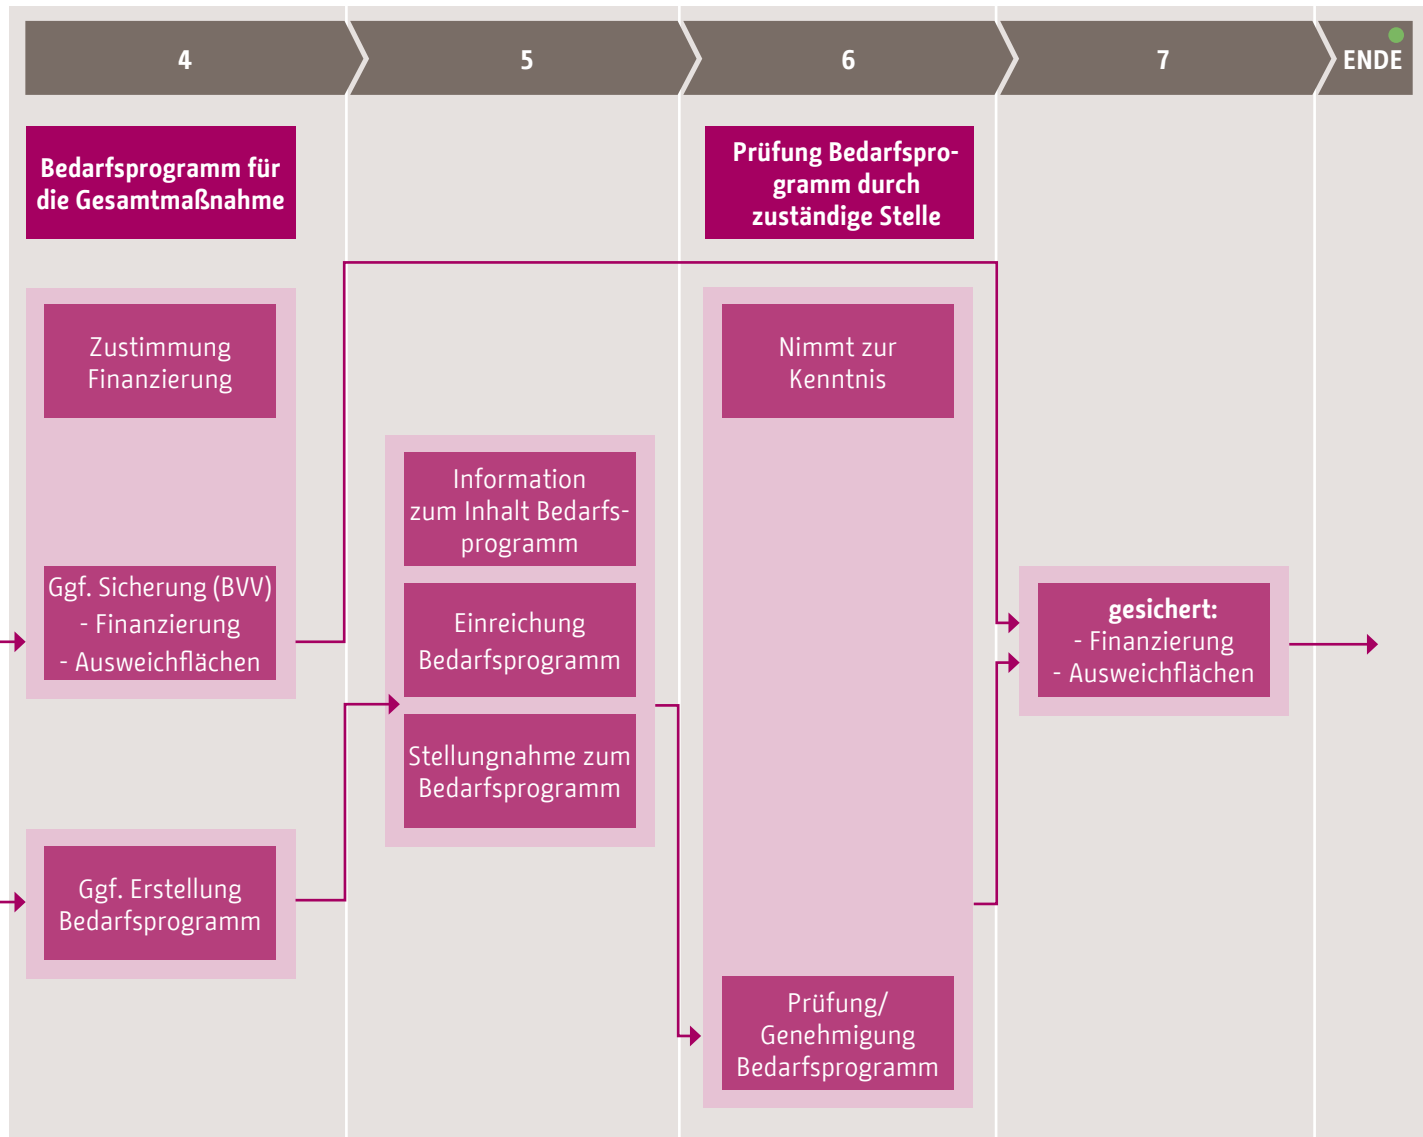 4
5
6
7
ENDE
Bedarfsprogramm für
die Gesamtmaßnahme
Prüfung Bedarfspro-
gramm durch
zuständige Stelle
Zustimmung
Finanzierung
Ggf. Sicherung (BVV)
- Finanzierung
- Ausweichflächen
Ggf. Erstellung
Bedarfsprogramm
Information
zum Inhalt Bedarfs-
programm
Einreichung
Bedarfsprogramm
Stellungnahme zum
Bedarfsprogramm
Nimmt zur
Kenntnis
Prüfung/
Genehmigung
Bedarfsprogramm
gesichert:
- Finanzierung
- Ausweichflächen